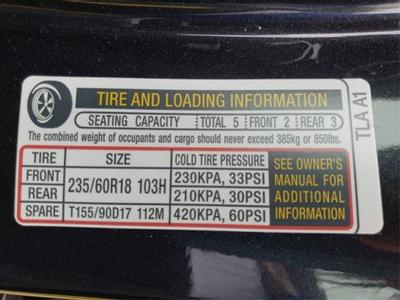 TIRE AND LOADING INFORMATION
SEATING CAPACITY TOTAL 5 FRONT 2 REAR 3
The combined weight of occupants and cargo should never exceed 385kg or 850lbs.
TIRE SIZE COLD TIRE PRESSURE
FRONT 235/60R18 103H 230KPA, 33PSI
REAR 210KPA, 30PSI
SPARE T155/90D17 112M 420KPA, 60PSI
SEE OWNER'S
MANUAL FOR
ADDITIONAL
INFORMATION
TLA A1